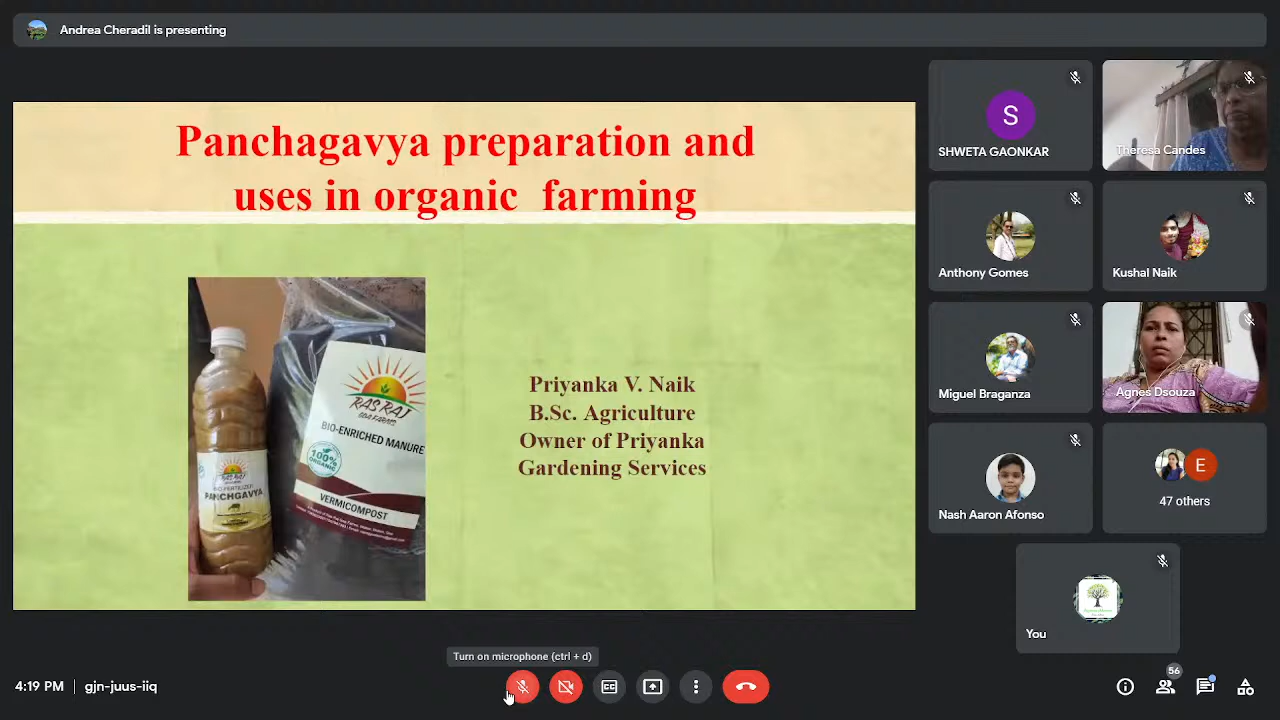 Andrea Cheradil is presenting
Panchagavya preparation and
uses in organic farming
RAS RAJ
BIO-ENRICHED MANURE
100%
ORGANIC
VERMICOMPOST
RAS RAJ
PANCHGAVYA
Priyanka V. Naik
B.Sc. Agriculture
Owner of Priyanka
Gardening Services
S
SHWETA GAONKAR
Theresa Candes
Anthony Gomes
Kushal Naik
Miguel Braganza
Agnes Dsouza
Nash Aaron Afonso
E
47 others
You
Turn on microphone (ctrl + d)
4:19 PM
gjn-juus-iiq
56